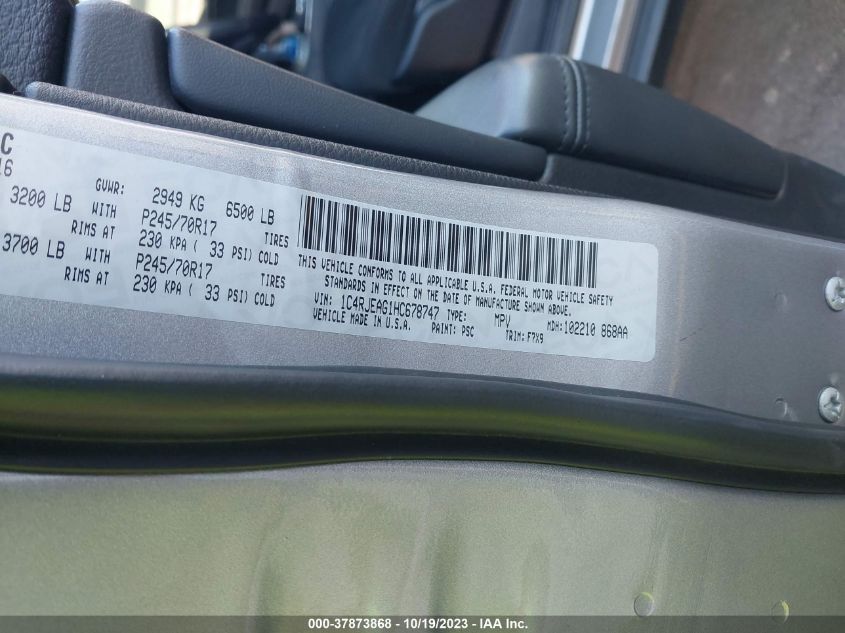 C
16
GVWR: 2949 KG 6500 LB
3200 LB WITH P245/70R17 TIRES
RIMS AT 230 KPA ( 33 PSI) COLD
3700 LB WITH P245/70R17 TIRES
RIMS AT 230 KPA ( 33 PSI) COLD
THIS VEHICLE CONFORMS TO ALL APPLICABLE U.S.A. FEDERAL MOTOR VEHICLE SAFETY
STANDARDS IN EFFECT ON THE DATE OF MANUFACTURE SHOWN ABOVE.
VIN: 1C4RJEAG1HC678747 TYPE: MPV MDH:102210 868AA
VEHICLE MADE IN U.S.A. PAINT: PSC TRIM: F7X9
000-37873868 - 10/19/2023 - IAA Inc.